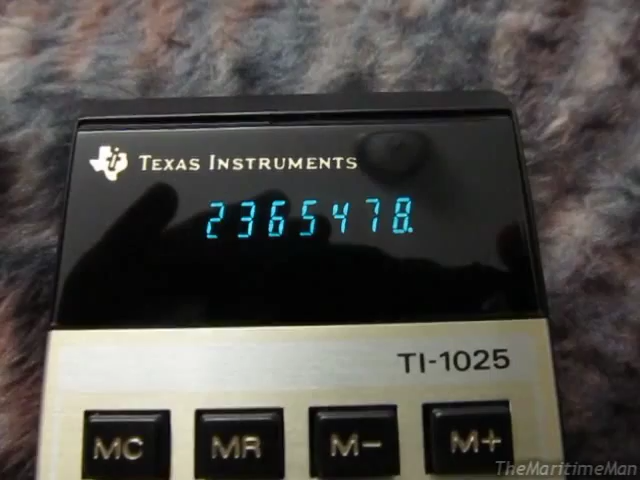 TEXAS INSTRUMENTS
2365478.
TI-1025
MC MR M- M+
TheMaritimeMan